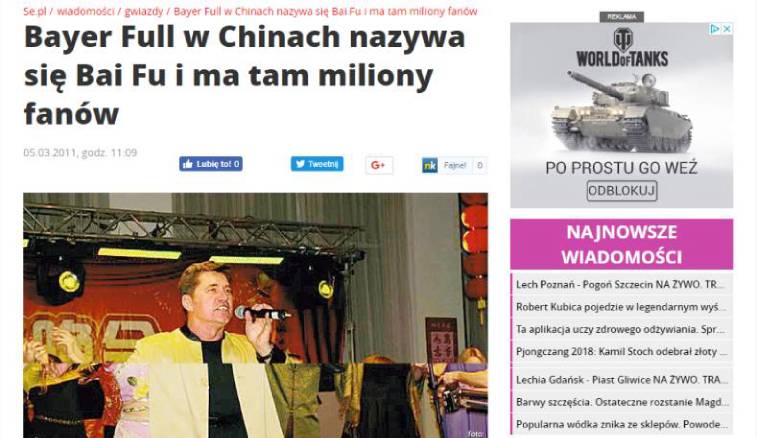 Se.pl / wiadomości / gwiazdy / Bayer Full w Chinach nazywa się Bai Fu i ma tam miliony fanów
Bayer Full w Chinach nazywa
się Bai Fu i ma tam miliony
fanów
05.03.2011, godz. 11:09
Lubię to! 0
Tweetnij
G+
nk Fajne! 0
foto:
REKLAMA
WORLD OF TANKS
PO PROSTU GO WEŹ
ODBLOKUJ
NAJNOWSZE
WIADOMOŚCI
Lech Poznań - Pogoń Szczecin NA ŻYWO. TR...
Robert Kubica pojedzie w legendarnym wyś...
Ta aplikacja uczy zdrowego odżywiania. Spr...
Pjongczang 2018: Kamil Stoch odebrał złoty ...
Lechia Gdańsk - Piast Gliwice NA ŻYWO. TRA...
Barwy szczęścia. Ostateczne rozstanie Magd...
Popularna wódka znika ze sklepów. Powode...